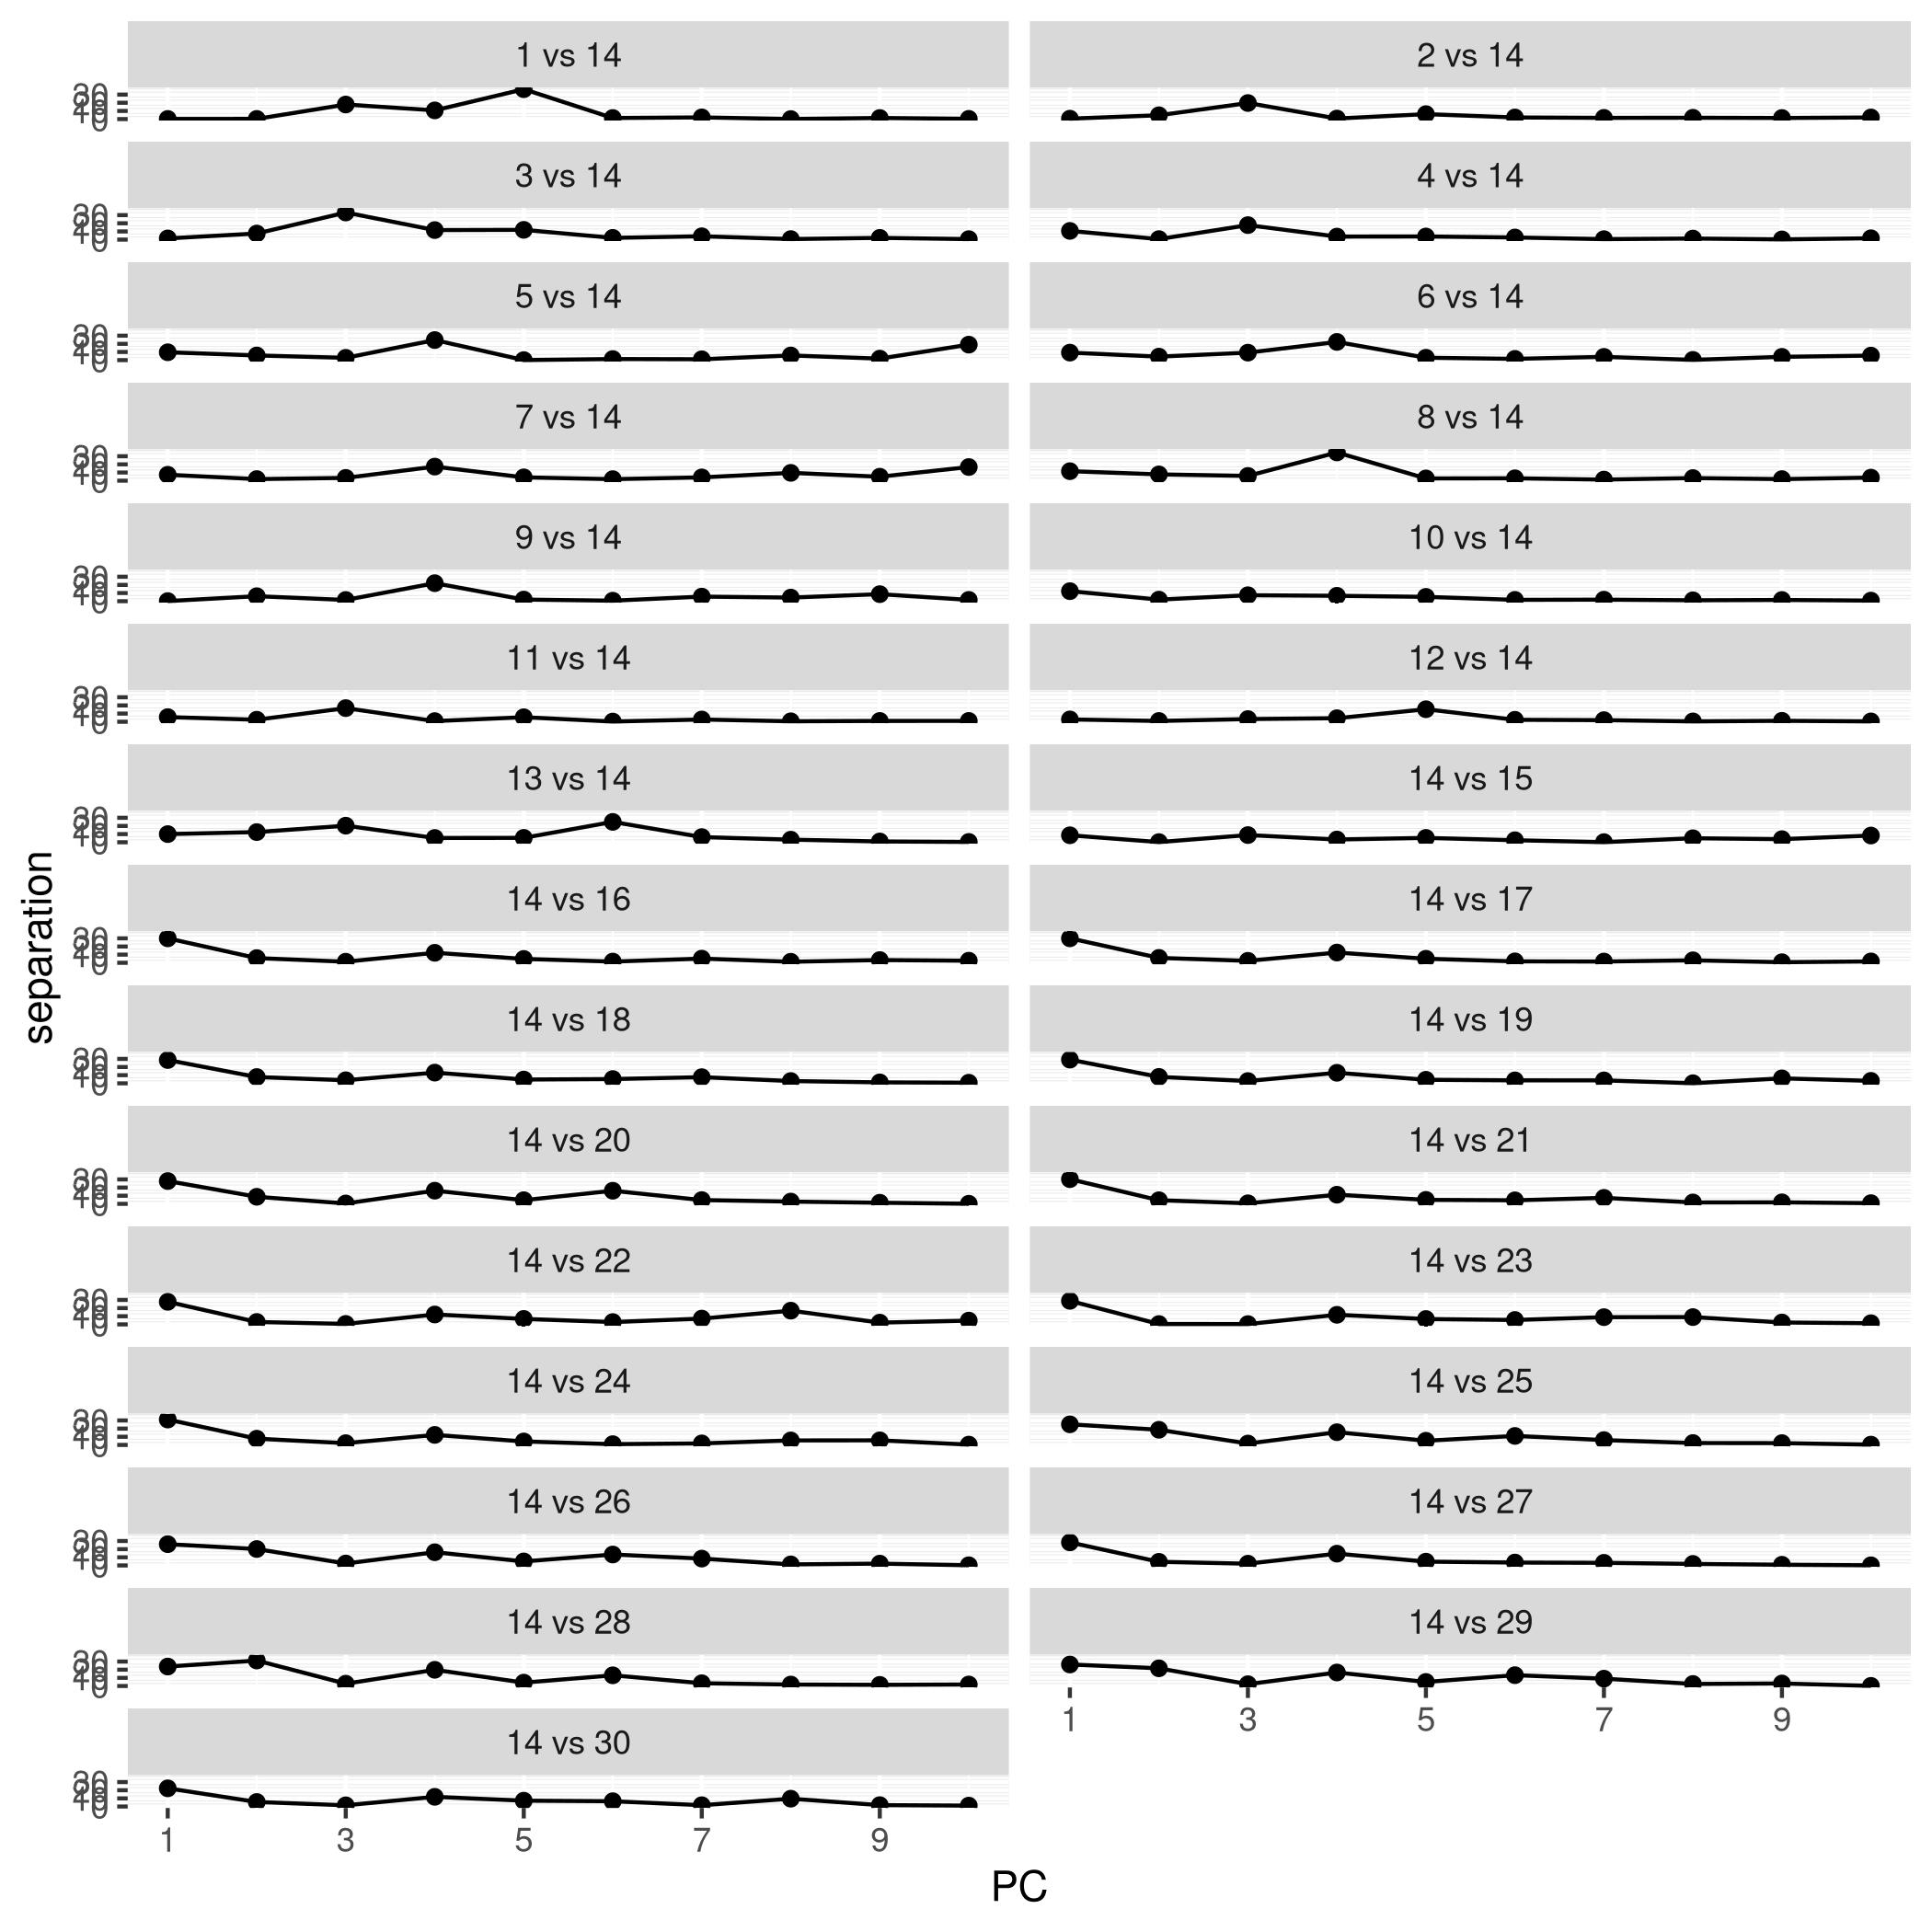 1 vs 14
2 vs 14
3 vs 14
4 vs 14
5 vs 14
6 vs 14
7 vs 14
8 vs 14
9 vs 14
10 vs 14
11 vs 14
12 vs 14
13 vs 14
14 vs 15
14 vs 16
14 vs 17
14 vs 18
14 vs 19
14 vs 20
14 vs 21
14 vs 22
14 vs 23
14 vs 24
14 vs 25
14 vs 26
14 vs 27
14 vs 28
14 vs 29
1 3 5 7 9
14 vs 30
1 3 5 7 9
PC
separation